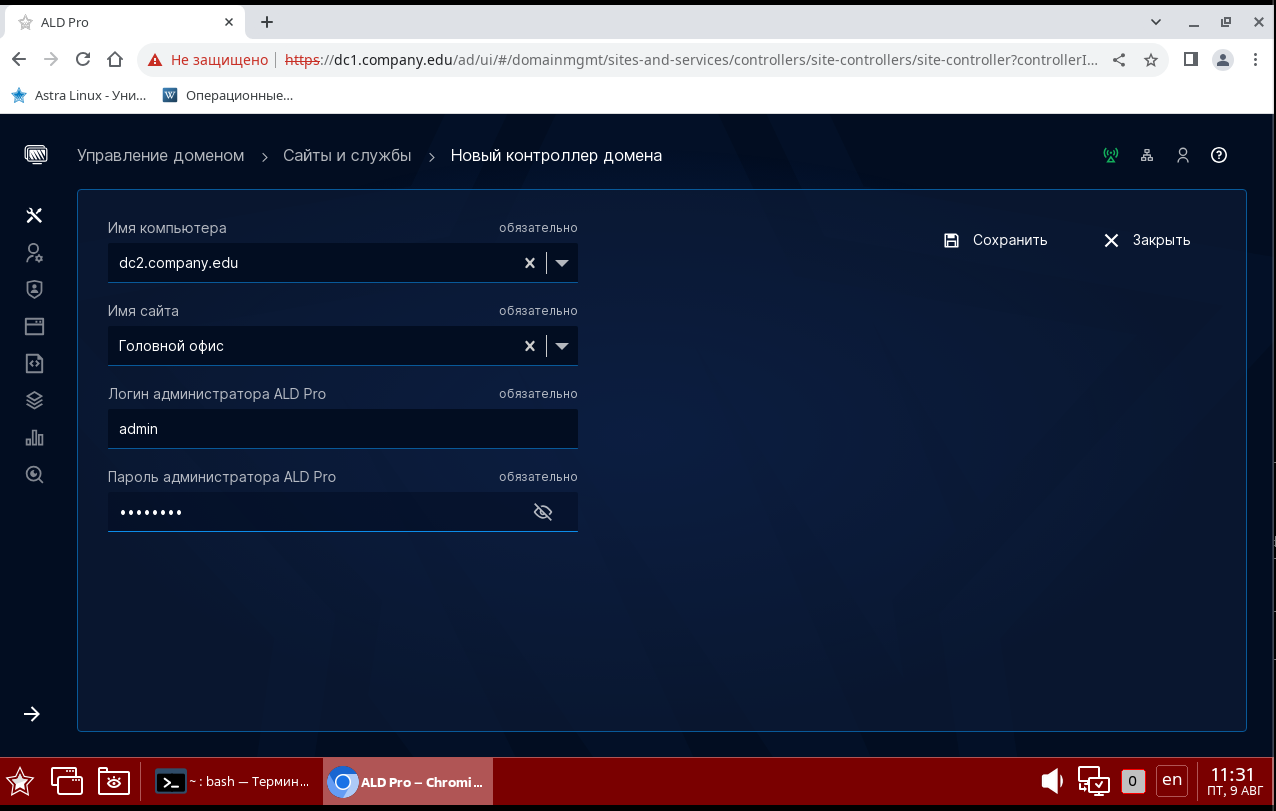 ALD Pro
Не защищено https://dc1.company.edu/ad/ui/#/domainmgmt/sites-and-services/controllers/site-controllers/site-controller?controllerI...
Astra Linux - Уни... Операционные...
Управление доменом > Сайты и службы > Новый контроллер домена
Имя компьютера обязательно
dc2.company.edu
Сохранить Закрыть
Имя сайта обязательно
Головной офис
Логин администратора ALD Pro обязательно
admin
Пароль администратора ALD Pro обязательно
••••••••
~ : bash — Термин... ALD Pro – Chromi... 0 en 11:31
ПТ, 9 АВГ